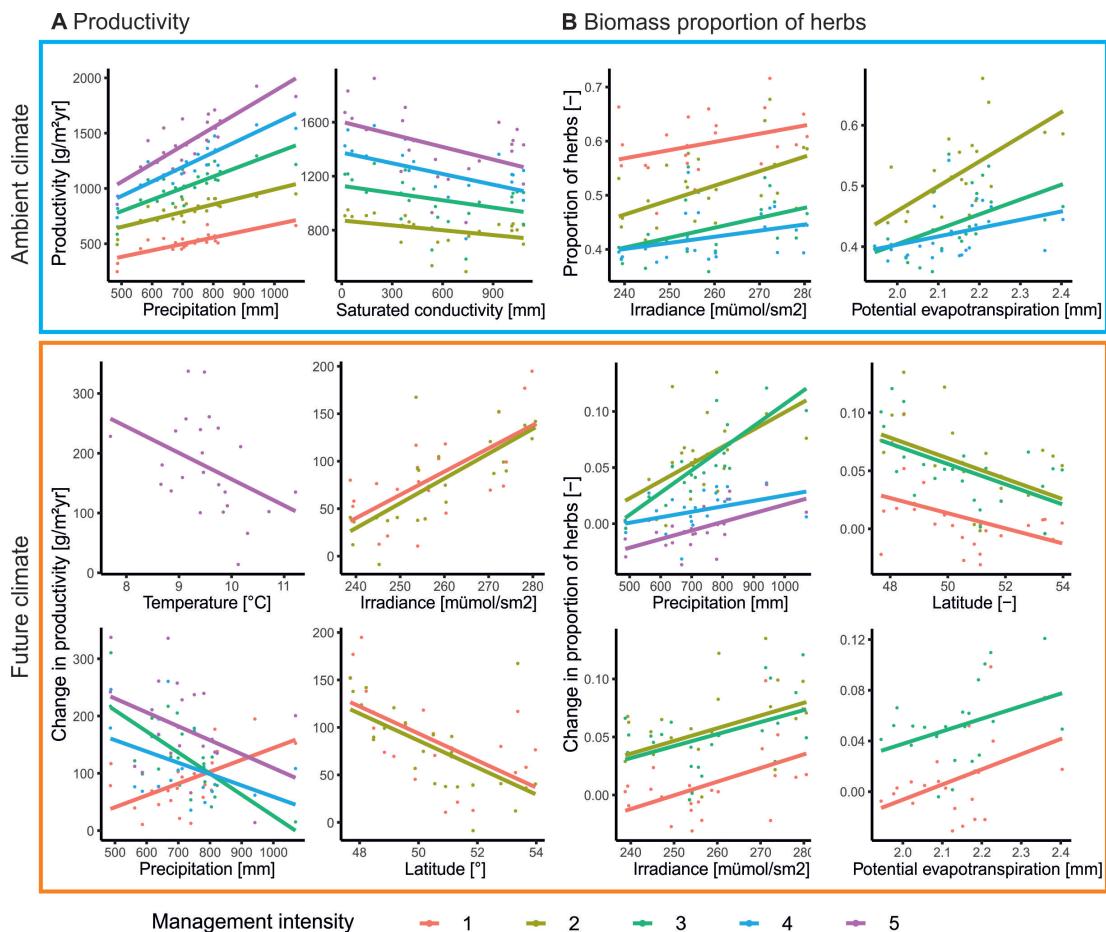 A Productivity
B Biomass proportion of herbs
Ambient climate
Productivity [g/m²yr]
2000
1500
1000
500
500 600 700 800 900 1000
Precipitation [mm]
1600
1200
800
0 300 600 900
Saturated conductivity [mm]
Proportion of herbs [–]
0.7
0.6
0.5
0.4
240 250 260 270 280
Irradiance [mümol/sm2]
0.6
0.5
0.4
2.0 2.1 2.2 2.3 2.4
Potential evapotranspiration [mm]
Future climate
Change in productivity [g/m²yr]
300
200
100
0
8 9 10 11
Temperature [°C]
200
150
100
50
0
240 250 260 270 280
Irradiance [mümol/sm2]
Change in proportion of herbs [–]
0.10
0.05
0.00
500 600 700 800 900 1000
Precipitation [mm]
0.10
0.05
0.00
48 50 52 54
Latitude [–]
300
200
100
0
500 600 700 800 900 1000
Precipitation [mm]
200
150
100
50
0
48 50 52 54
Latitude [°]
0.10
0.05
0.00
240 250 260 270 280
Irradiance [mümol/sm2]
0.12
0.08
0.04
0.00
2.0 2.1 2.2 2.3 2.4
Potential evapotranspiration [mm]
Management intensity 1 2 3 4 5